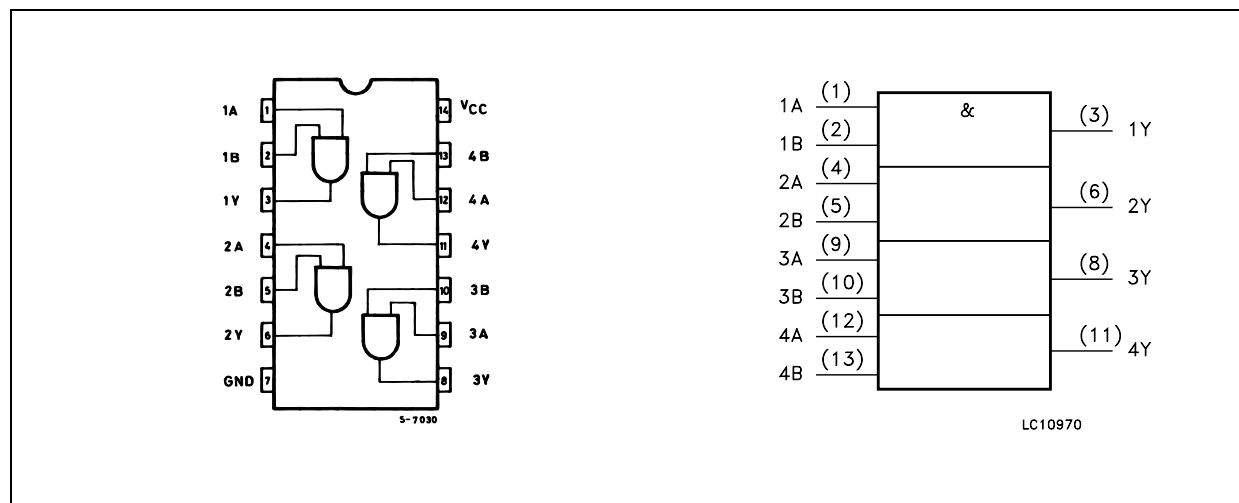 1A 1 14 VCC
1B 2 13 4B
1Y 3 12 4A
2A 4 11 4Y
2B 5 10 3B
2Y 6 9 3A
GND 7 8 3Y
S-7030
&
1A (1)
1B (2)
2A (4)
2B (5)
3A (9)
3B (10)
4A (12)
4B (13)
(3) 1Y
(6) 2Y
(8) 3Y
(11) 4Y
LC10970